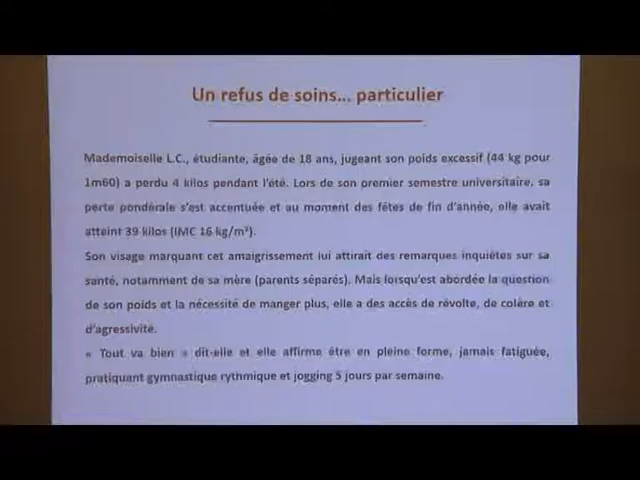 Un refus de soins... particulier
Mademoiselle L.C., étudiante, âgée de 18 ans, jugeant son poids excessif (44 kg pour
1m60) a perdu 4 kilos pendant l'été. Lors de son premier semestre universitaire, sa
perte pondérale s'est accentuée et au moment des fêtes de fin d'année, elle avait
atteint 39 kilos (IMC 16 kg/m²).
Son visage marquant cet amaigrissement lui attirait des remarques inquiètes sur sa
santé, notamment de sa mère (parents séparés). Mais lorsqu'est abordée la question
de son poids et la nécessité de manger plus, elle a des accès de révolte, de colère et
d'agressivité.
« Tout va bien » dit-elle et elle affirme être en pleine forme, jamais fatiguée,
pratiquant gymnastique rythmique et jogging 5 jours par semaine.